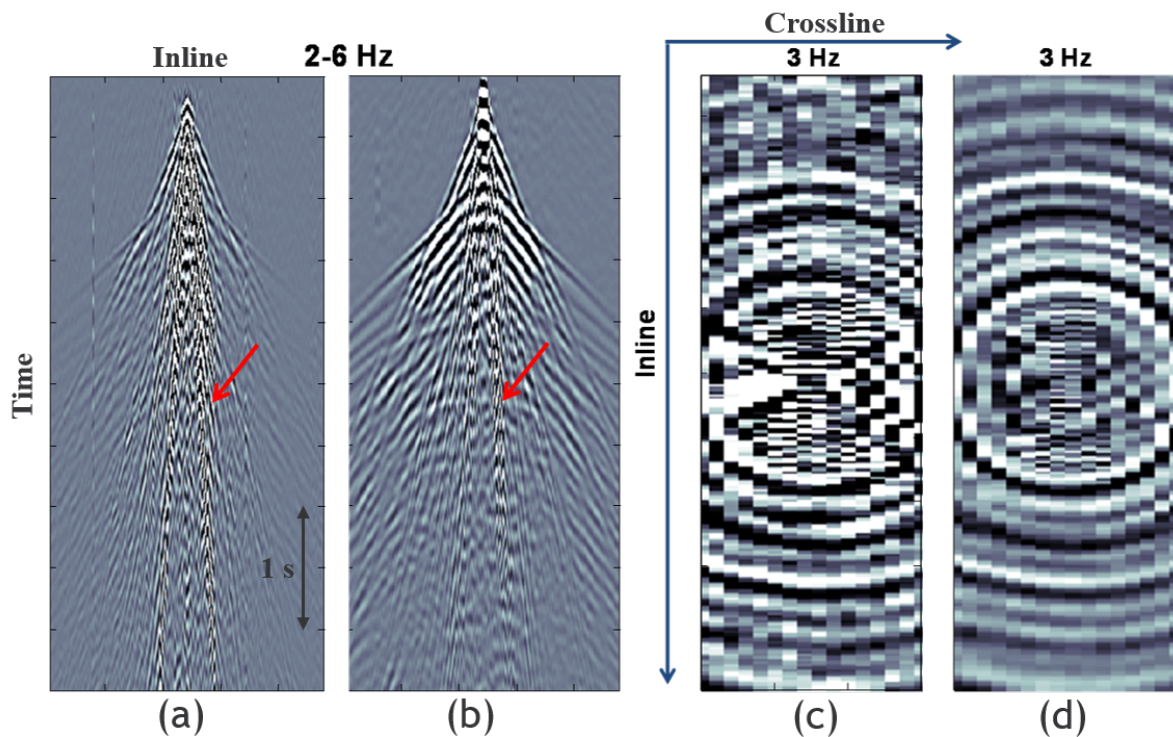 Inline 2-6 Hz
Crossline
3 Hz 3 Hz
Time
Inline
1 s
(a) (b) (c) (d)